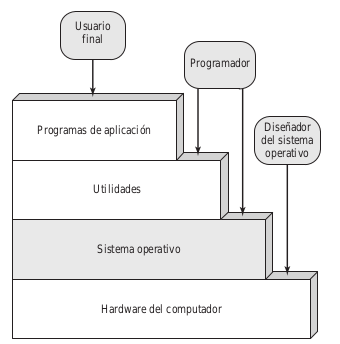 Usuario
final
Programador
Diseñador
del sistema
operativo
Programas de aplicación
Utilidades
Sistema operativo
Hardware del computador